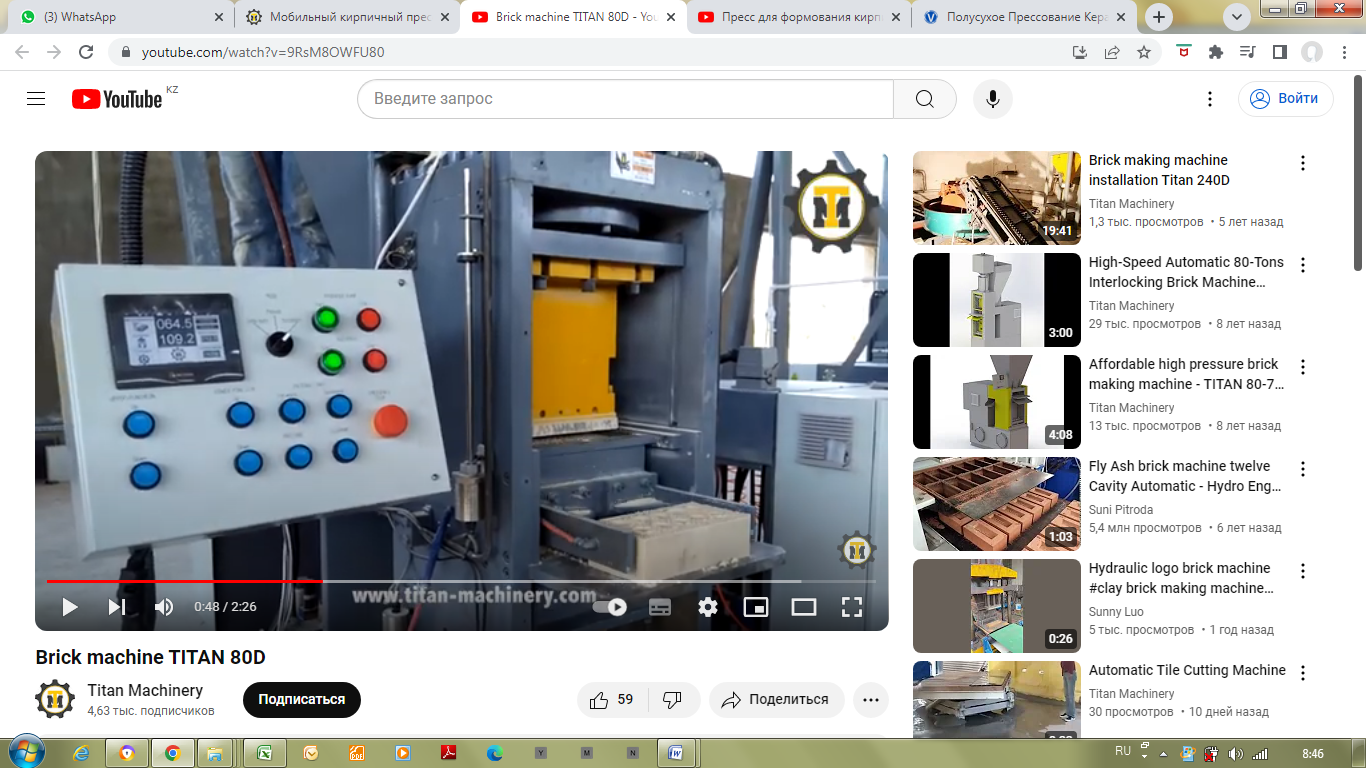 (3) WhatsApp
Мобильный кирпичный прес
Brick machine TITAN 80D - You
Пресс для формования кирпи
Полусухое Прессование Кера
youtube.com/watch?v=9RsM8OWFU80
YouTube KZ
Введите запрос
Войти
064.5
109.2
www.titan-machinery.com
0:48 / 2:26
Brick machine TITAN 80D
Titan Machinery
4,63 тыс. подписчиков
Подписаться
59
Поделиться
19:41
Brick making machine
installation Titan 240D
Titan Machinery
1,3 тыс. просмотров • 5 лет назад
3:00
High-Speed Automatic 80-Tons
Interlocking Brick Machine...
Titan Machinery
29 тыс. просмотров • 8 лет назад
4:08
Affordable high pressure brick
making machine - TITAN 80-7...
Titan Machinery
13 тыс. просмотров • 8 лет назад
1:03
Fly Ash brick machine twelve
Cavity Automatic - Hydro Eng...
Suni Pitroda
5,4 млн просмотров • 6 лет назад
0:26
Hydraulic logo brick machine
#clay brick making machine...
Sunny Luo
5 тыс. просмотров • 1 год назад
Automatic Tile Cutting Machine
Titan Machinery
30 просмотров • 10 дней назад
Y
M
N
RU
8:46